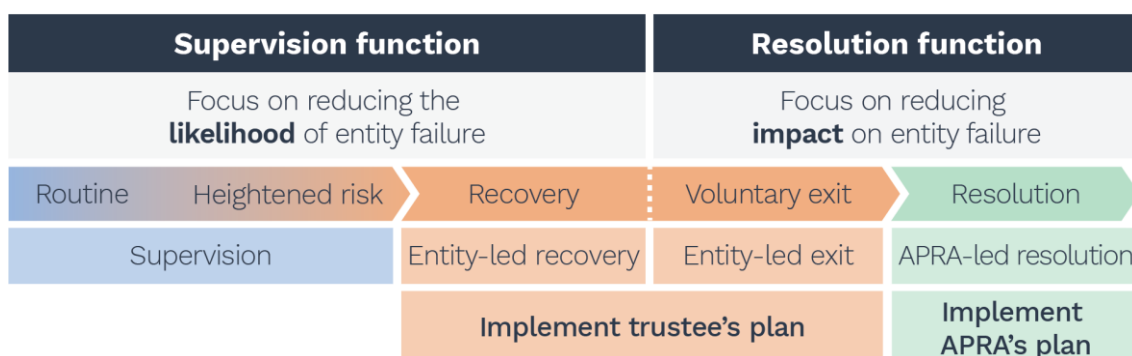 Supervision function
Resolution function
Focus on reducing the
likelihood of entity failure
Focus on reducing
impact on entity failure
Routine
Heightened risk
Recovery
Voluntary exit
Resolution
Supervision
Entity-led recovery
Entity-led exit
APRA-led resolution
Implement trustee's plan
Implement
APRA's plan